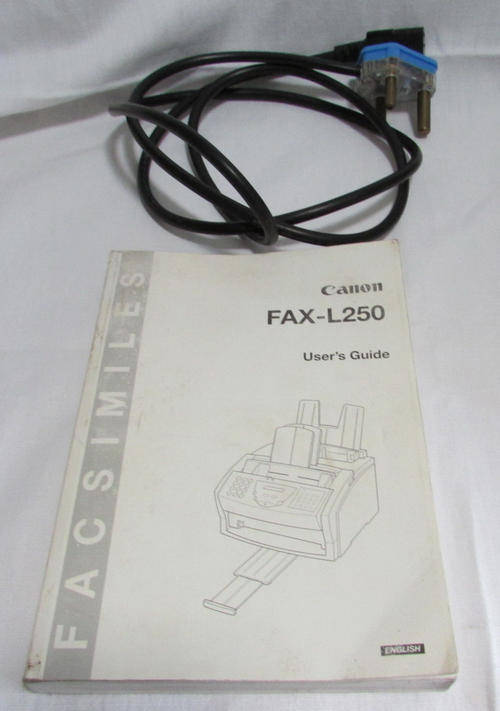 Canon
FAX-L250
User's Guide
FACSIMILES
ENGLISH